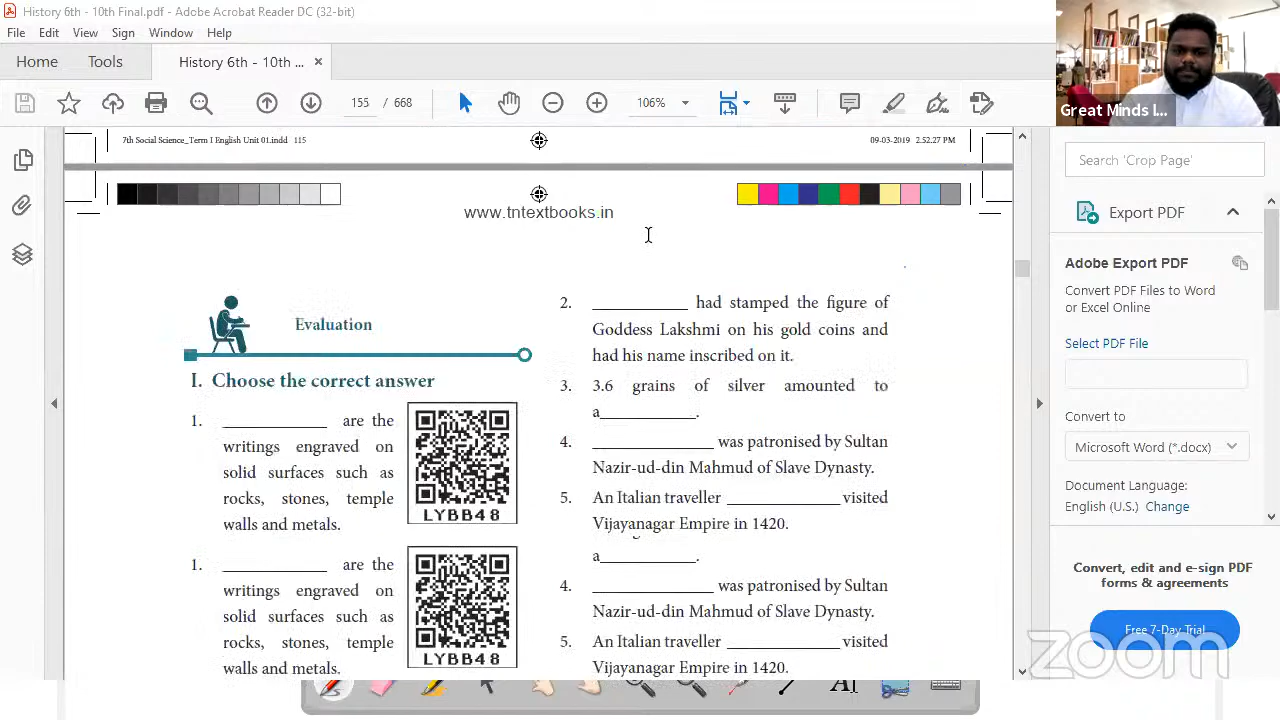 History 6th - 10th Final.pdf - Adobe Acrobat Reader DC (32-bit)
File Edit View Sign Window Help
Home Tools History 6th - 10th ... ×
155 / 668 106%
Great Minds I...
7th Social Science_Term I English Unit 01.indd 115 09-03-2019 2.52.27 PM
www.tntextbooks.in
Evaluation
I. Choose the correct answer
1. ____________ are the
writings engraved on
solid surfaces such as
rocks, stones, temple
walls and metals.
LYBB48
1. ____________ are the
writings engraved on
solid surfaces such as
rocks, stones, temple
walls and metals.
LYBB48
2. ___________ had stamped the figure of
Goddess Lakshmi on his gold coins and
had his name inscribed on it.
3. 3.6 grains of silver amounted to
a___________.
4. ______________ was patronised by Sultan
Nazir-ud-din Mahmud of Slave Dynasty.
5. An Italian traveller _____________ visited
Vijayanagar Empire in 1420.
a___________.
4. ______________ was patronised by Sultan
Nazir-ud-din Mahmud of Slave Dynasty.
5. An Italian traveller _____________ visited
Vijayanagar Empire in 1420.
Search 'Crop Page'
Export PDF
Adobe Export PDF
Convert PDF Files to Word
or Excel Online
Select PDF File
Convert to
Microsoft Word (*.docx)
Document Language:
English (U.S.) Change
Convert, edit and e-sign PDF
forms & agreements
Free 7-Day Trial
zoom